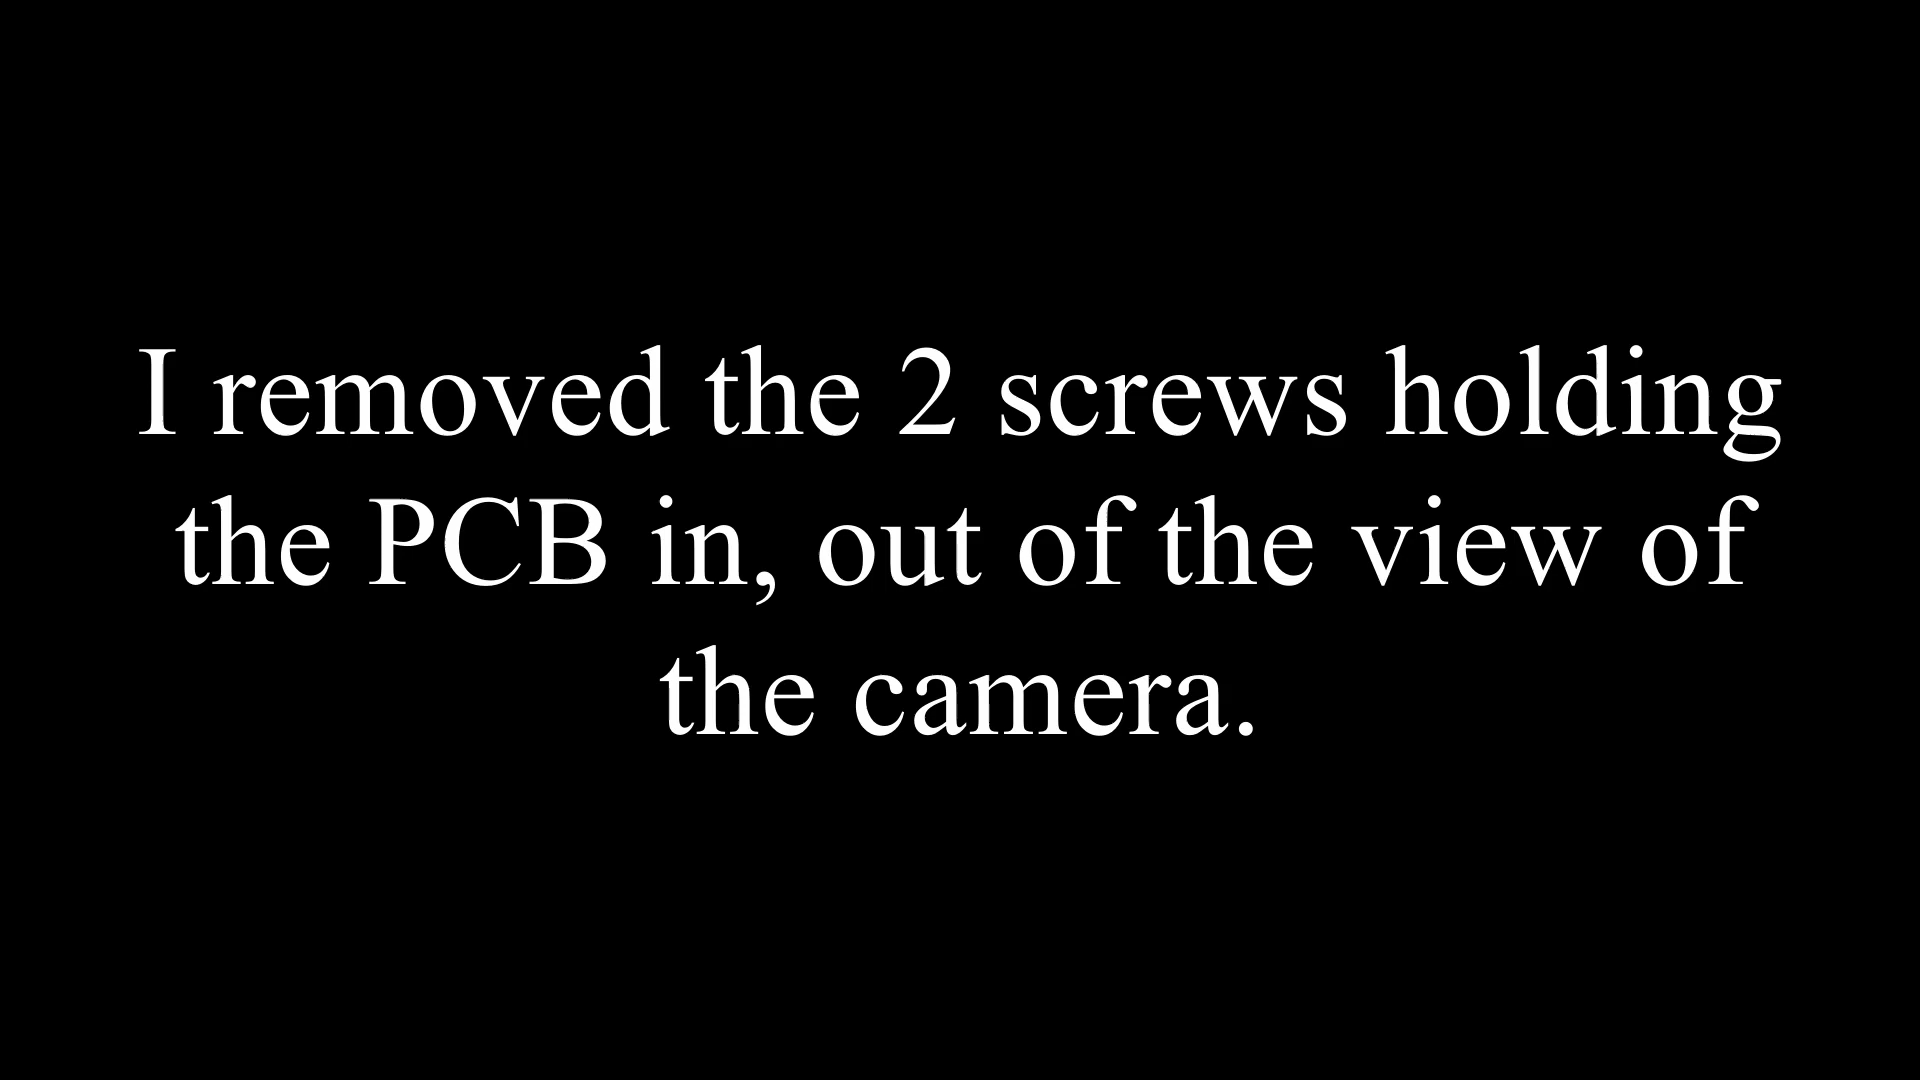 I removed the 2 screws holding
the PCB in, out of the view of
the camera.